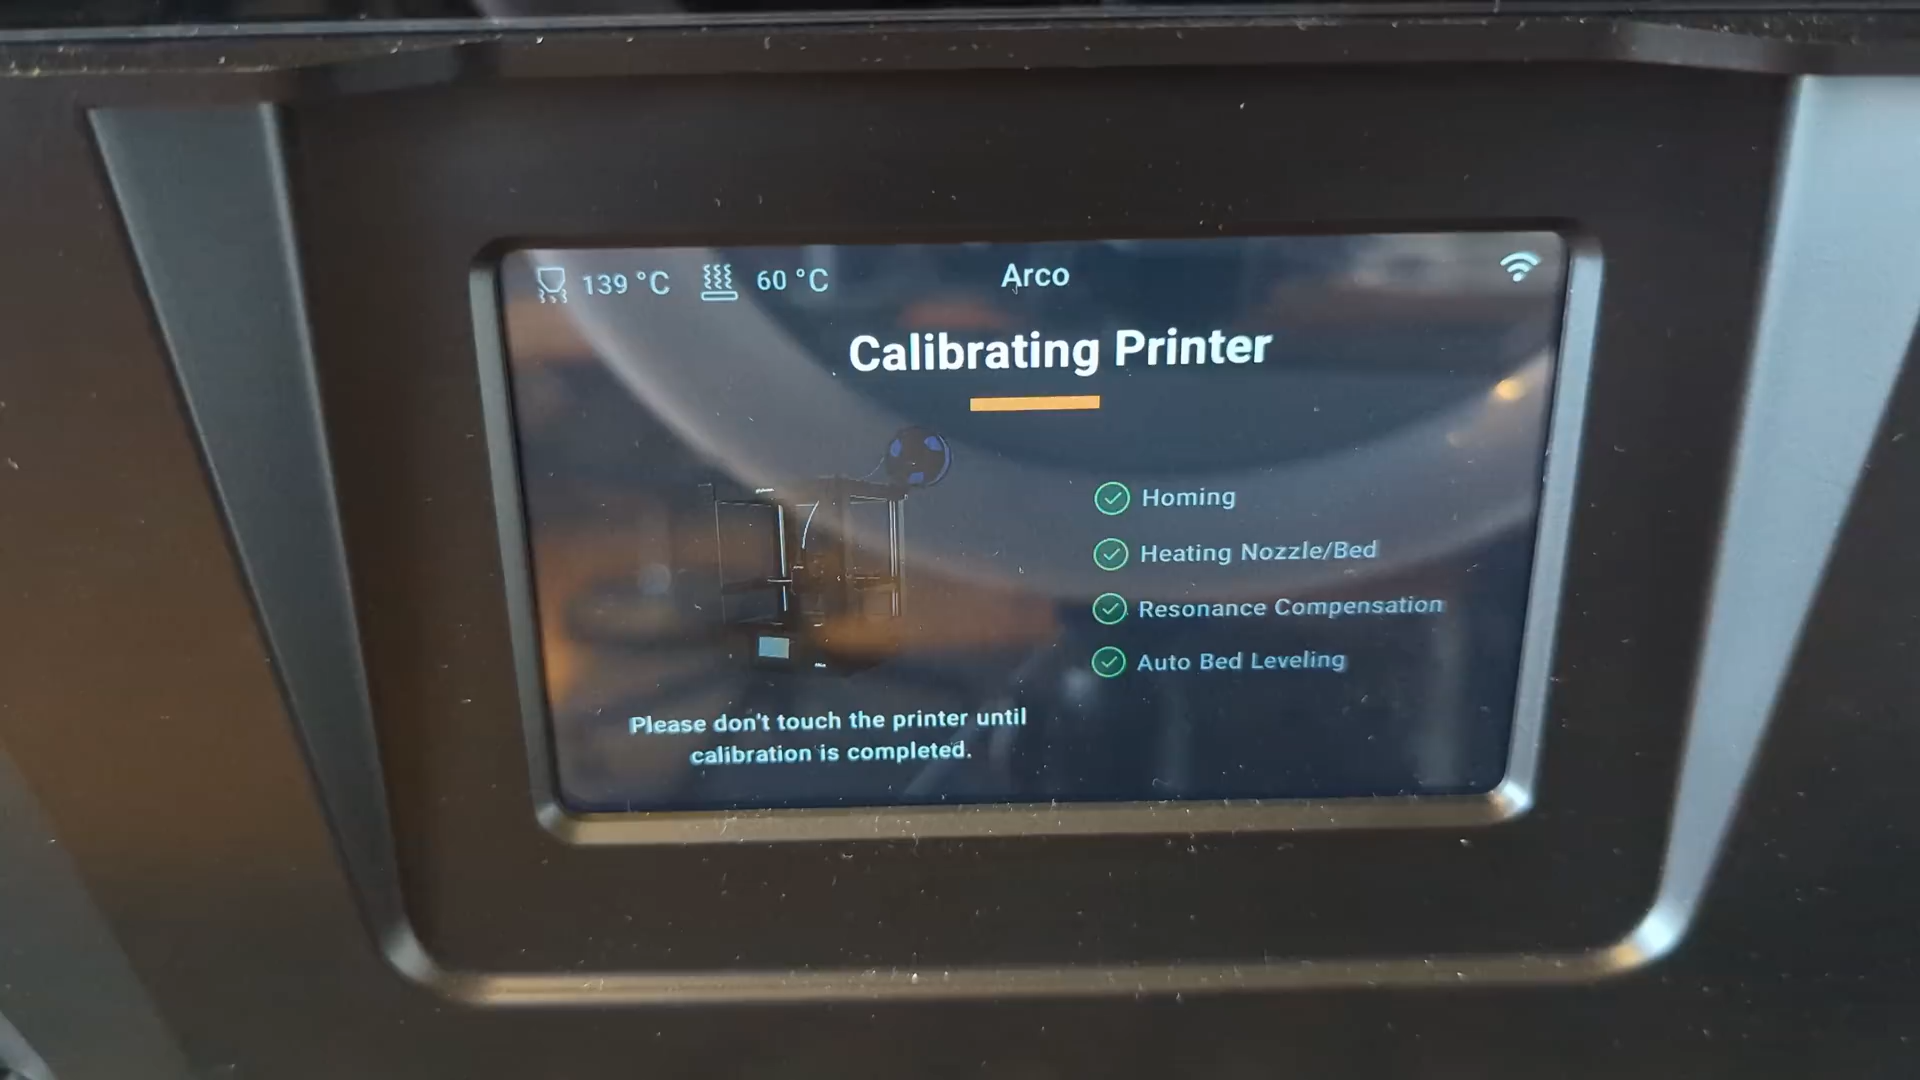 139 °C 60 °C Arco
Calibrating Printer
Homing
Heating Nozzle/Bed
Resonance Compensation
Auto Bed Leveling
Please don't touch the printer until
calibration is completed.